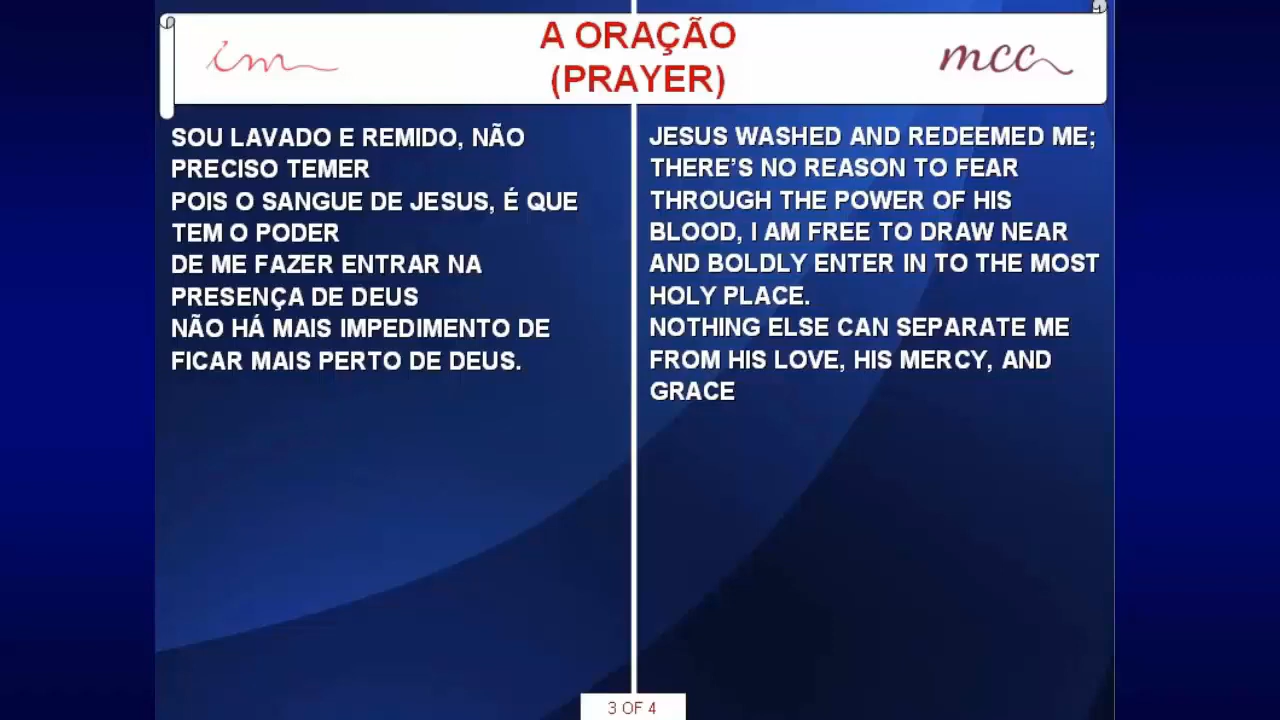 A ORAÇÃO
(PRAYER)
im
mcc
SOU LAVADO E REMIDO, NÃO
PRECISO TEMER
POIS O SANGUE DE JESUS, É QUE
TEM O PODER
DE ME FAZER ENTRAR NA
PRESENÇA DE DEUS
NÃO HÁ MAIS IMPEDIMENTO DE
FICAR MAIS PERTO DE DEUS.
JESUS WASHED AND REDEEMED ME;
THERE’S NO REASON TO FEAR
THROUGH THE POWER OF HIS
BLOOD, I AM FREE TO DRAW NEAR
AND BOLDLY ENTER IN TO THE MOST
HOLY PLACE.
NOTHING ELSE CAN SEPARATE ME
FROM HIS LOVE, HIS MERCY, AND
GRACE
3 OF 4